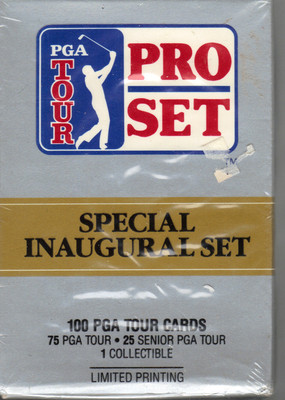 PGA
TOUR
PRO
SET
TM
SPECIAL
INAUGURAL SET
100 PGA TOUR CARDS
75 PGA TOUR • 25 SENIOR PGA TOUR
1 COLLECTIBLE
LIMITED PRINTING